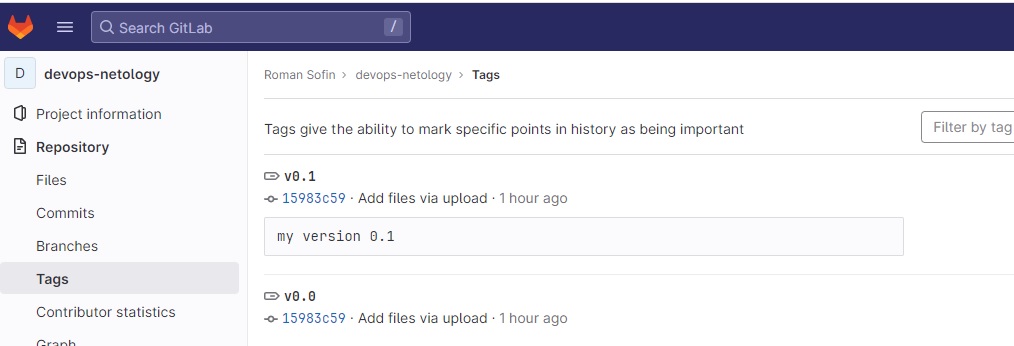 Search GitLab /
D devops-netology
Project information
Repository
Files
Commits
Branches
Tags
Contributor statistics
Graph
Roman Sofin › devops-netology › Tags
Tags give the ability to mark specific points in history as being important
Filter by tag
v0.1
15983c59 · Add files via upload · 1 hour ago
my version 0.1
v0.0
15983c59 · Add files via upload · 1 hour ago